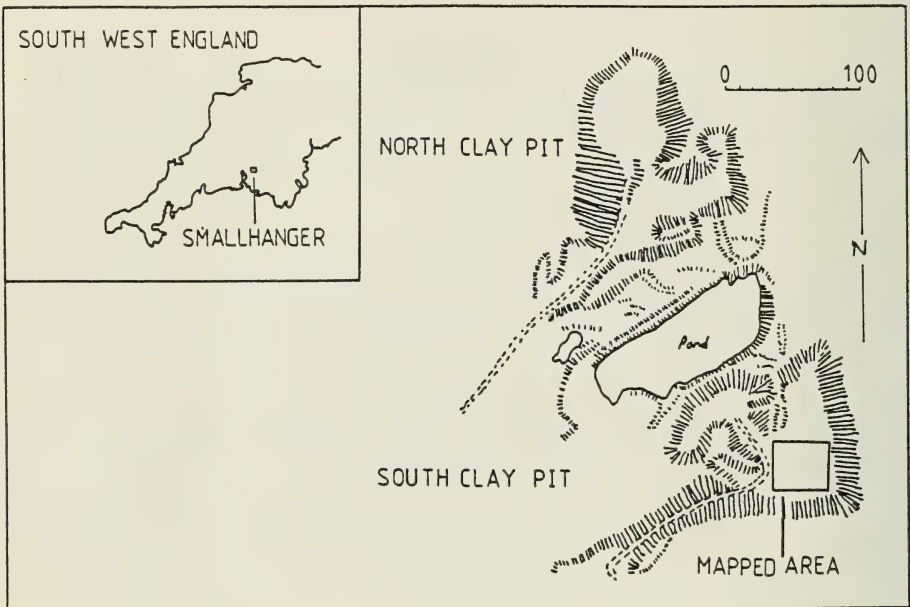 SOUTH WEST ENGLAND
SMALLHANGER
0 100
NORTH CLAY PIT
N
Pond
SOUTH CLAY PIT
MAPPED AREA